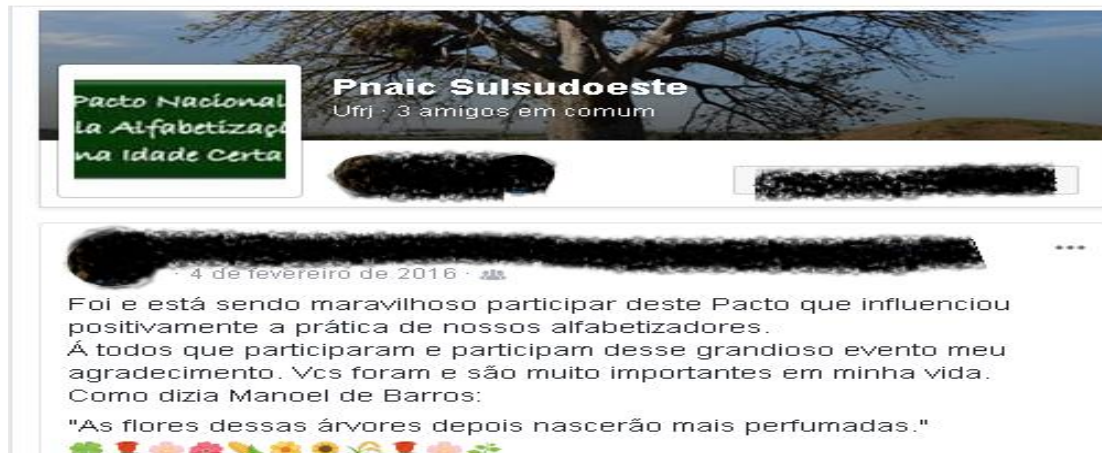 Pnaic Sulsudoeste
Ufrj · 3 amigos em comum
Pacto Nacional
la Alfabetizaçã
na Idade Certa
· 4 de fevereiro de 2016 ·
Foi e está sendo maravilhoso participar deste Pacto que influenciou
positivamente a prática de nossos alfabetizadores.
Á todos que participaram e participam desse grandioso evento meu
agradecimento. Vcs foram e são muito importantes em minha vida.
Como dizia Manoel de Barros:
"As flores dessas árvores depois nascerão mais perfumadas."